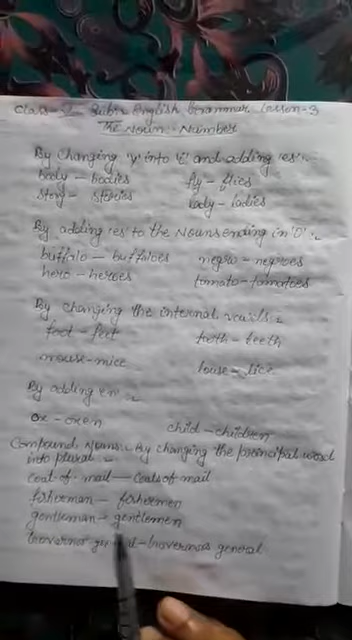 Class - I Sub:- English Grammar Lesson-3
The Noun - Number
By changing 'y' into 'i' and adding 'es' :-
body - bodies fly - flies
story - stories lady - ladies
By adding 'es' to the Nouns ending in 'O' :-
buffalo - buffaloes negro - negroes
hero - heroes tomato - tomatoes
By changing the internal vowels :-
foot - feet tooth - teeth
mouse - mice louse - lice
By adding 'en' :-
ox - oxen child - children
Compound Nouns :- By changing the principal word
into plural :-
coat-of-mail - coats of mail
fisherman - fishermen
gentleman - gentlemen